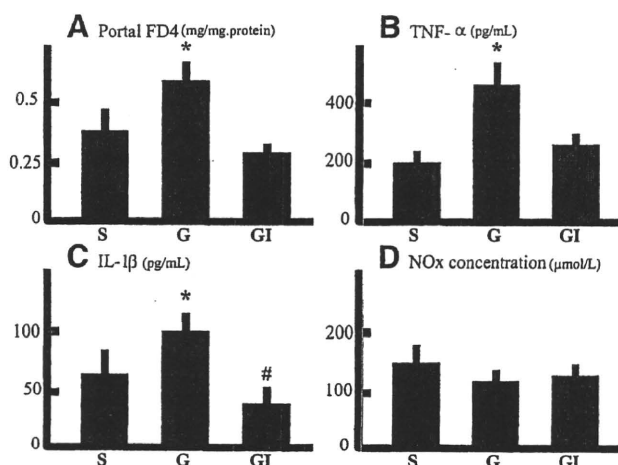 A Portal FD4 (mg/mg.protein)
*
0.5
0.25
0
S G GI
B TNF- α (pg/mL)
*
400
200
0
S G GI
C IL-1β (pg/mL)
*
#
100
50
0
S G GI
D NOx concentration (μmol/L)
200
100
0
S G GI